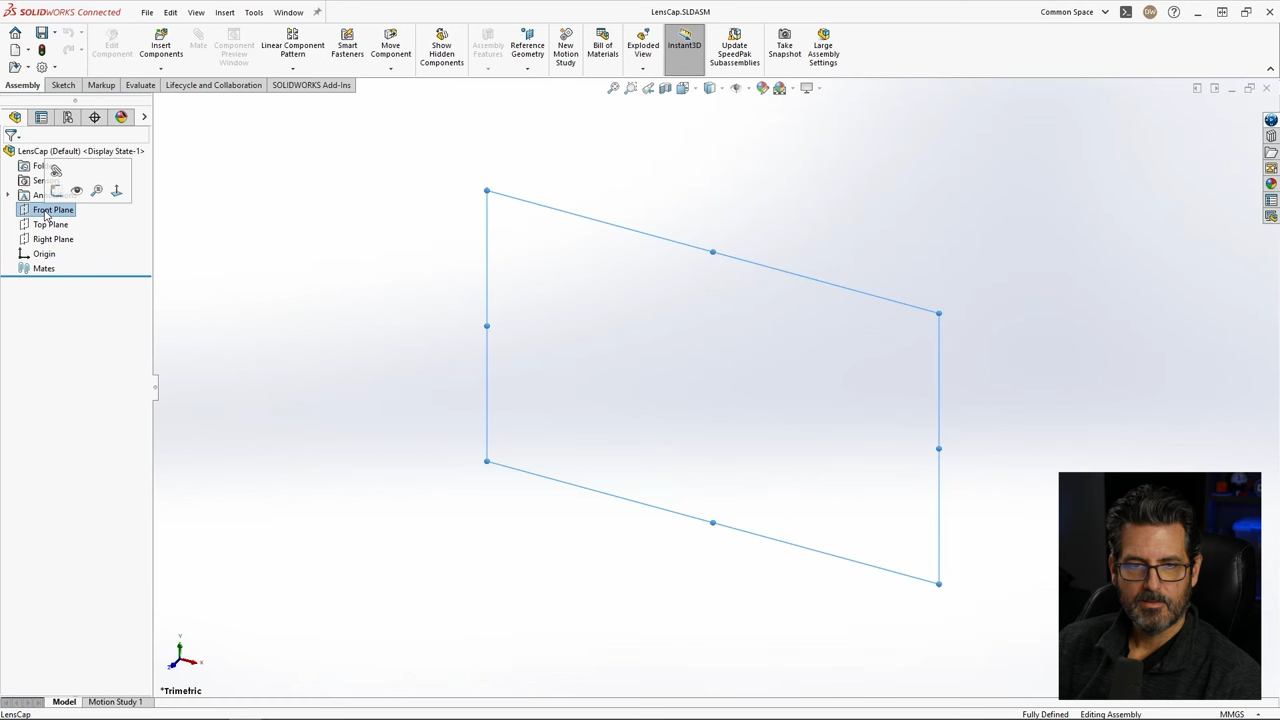 SOLIDWORKS Connected
File Edit View Insert Tools Window
LensCap.SLDASM
Common Space
DW
Edit Component
Insert Components
Mate
Component Preview Window
Linear Component Pattern
Smart Fasteners
Move Component
Show Hidden Components
Assembly Features
Reference Geometry
New Motion Study
Bill of Materials
Exploded View
Instant3D
Update SpeedPak Subassemblies
Take Snapshot
Large Assembly Settings
Assembly Sketch Markup Evaluate Lifecycle and Collaboration SOLIDWORKS Add-Ins
LensCap (Default) <Display State-1>
Fol
Se
An
Front Plane
Top Plane
Right Plane
Origin
Mates
Y
X
Z
*Trimetric
Model Motion Study 1
LensCap
Fully Defined Editing Assembly MMGS